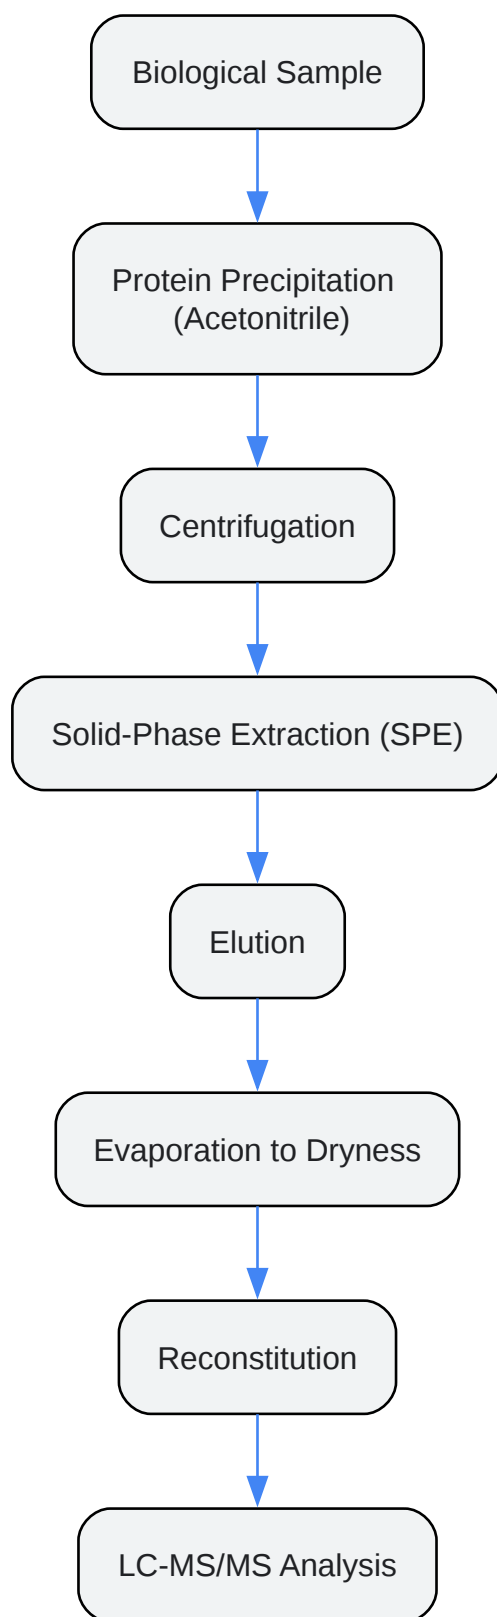 Biological Sample
Protein Precipitation
(Acetonitrile)
Centrifugation
Solid-Phase Extraction (SPE)
Elution
Evaporation to Dryness
Reconstitution
LC-MS/MS Analysis